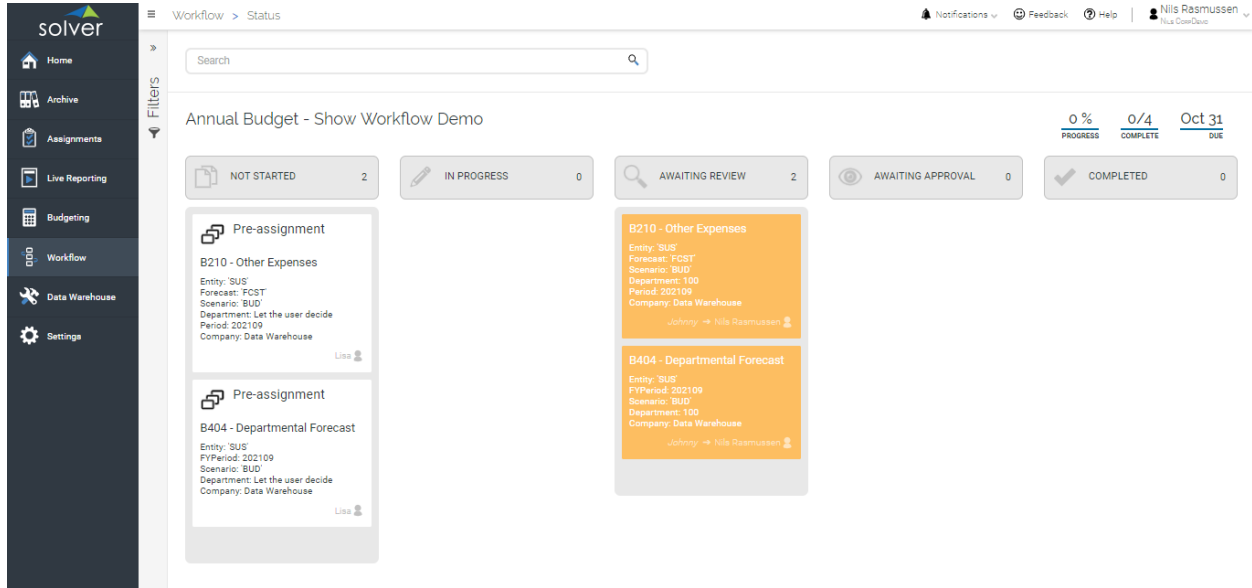 solver
Workflow > Status
Notifications
Feedback
Help
Nils Rasmussen
Nils CorpDemo
Home
Archive
Assignments
Live Reporting
Budgeting
Workflow
Data Warehouse
Settings
Filters
Search
Annual Budget - Show Workflow Demo
0 %
PROGRESS
0/4
COMPLETE
Oct 31
DUE
NOT STARTED 2
IN PROGRESS 0
AWAITING REVIEW 2
AWAITING APPROVAL 0
COMPLETED 0
Pre-assignment
B210 - Other Expenses
Entity: 'SUS'
Forecast: 'FCST'
Scenario: 'BUD'
Department: Let the user decide
Period: 202109
Company: Data Warehouse
Lisa
Pre-assignment
B404 - Departmental Forecast
Entity: 'SUS'
FYPeriod: 202109
Scenario: 'BUD'
Department: Let the user decide
Company: Data Warehouse
Lisa
B210 - Other Expenses
Entity: 'SUS'
Forecast: 'FCST'
Scenario: 'BUD'
Department: 100
Period: 202109
Company: Data Warehouse
Johnny → Nils Rasmussen
B404 - Departmental Forecast
Entity: 'SUS'
FYPeriod: 202109
Scenario: 'BUD'
Department: 100
Company: Data Warehouse
Johnny → Nils Rasmussen